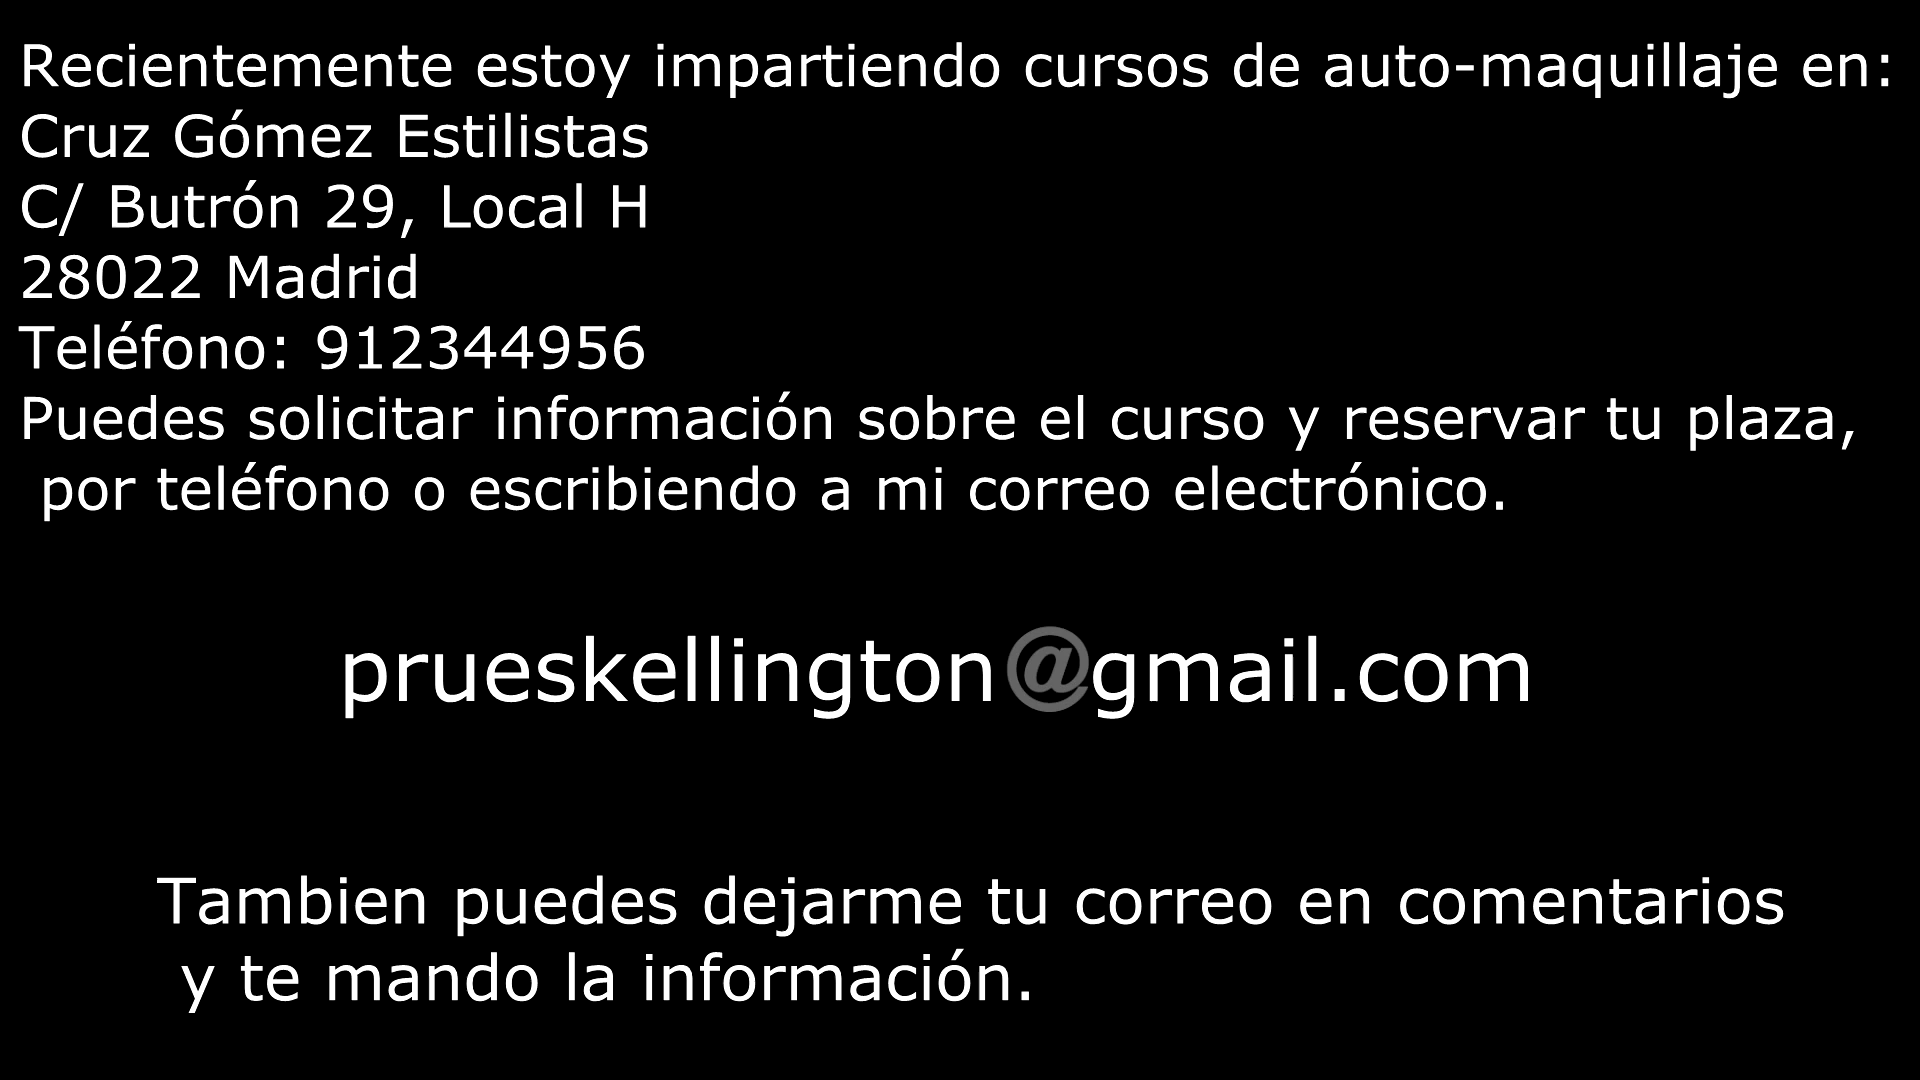 Recientemente estoy impartiendo cursos de auto-maquillaje en:
Cruz Gómez Estilistas
C/ Butrón 29, Local H
28022 Madrid
Teléfono: 912344956
Puedes solicitar información sobre el curso y reservar tu plaza,
por teléfono o escribiendo a mi correo electrónico.
prueskellington@gmail.com
Tambien puedes dejarme tu correo en comentarios
y te mando la información.